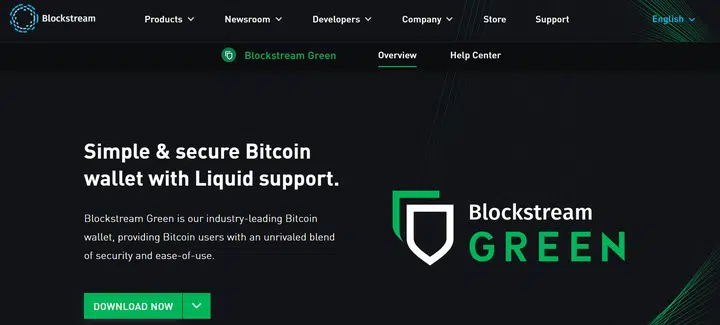 Blockstream Products Newsroom Developers Company Store Support English
Blockstream Green Overview Help Center
Simple & secure Bitcoin
wallet with Liquid support.
Blockstream Green is our industry-leading Bitcoin
wallet, providing Bitcoin users with an unrivaled blend
of security and ease-of-use.
DOWNLOAD NOW
Blockstream
GREEN